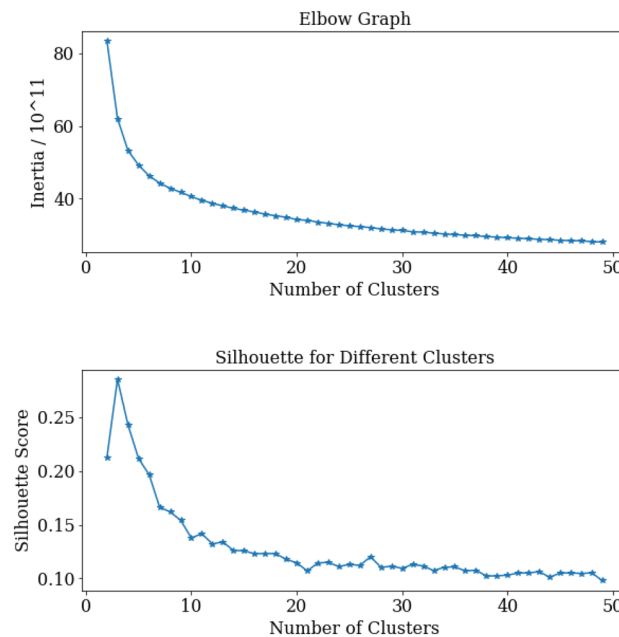 Elbow Graph
80
60
40
Inertia / 10^11
0 10 20 30 40 50
Number of Clusters
Silhouette for Different Clusters
0.25
0.20
0.15
0.10
Silhouette Score
0 10 20 30 40 50
Number of Clusters